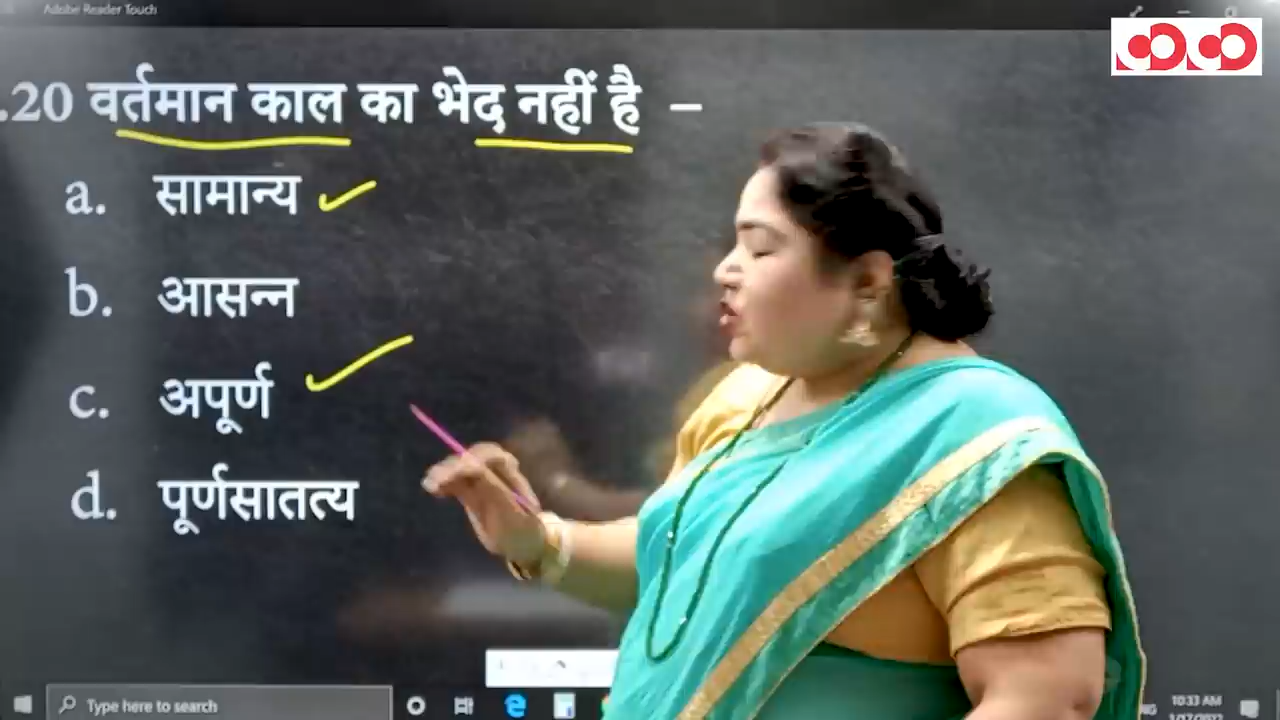 Adobe Reader Touch
.20 वर्तमान काल का भेद नहीं है –
a. सामान्य
b. आसन्न
c. अपूर्ण
d. पूर्णसातत्य
Type here to search
10:33 AM